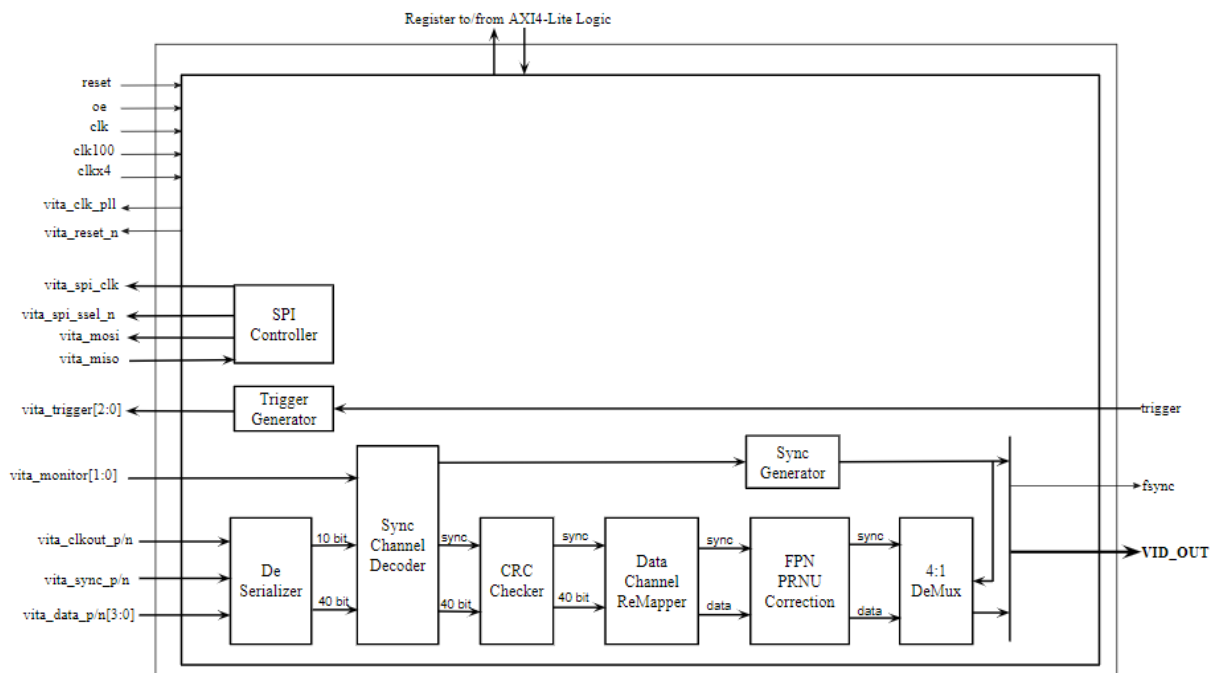 Register to/from AXI4-Lite Logic
reset
oe
clk
clk100
clkx4
vita_clk_pll
vita_reset_n
vita_spi_clk
vita_spi_ssel_n
vita_mosi
vita_miso
SPI
Controller
vita_trigger[2:0]
Trigger
Generator
trigger
vita_monitor[1:0]
Sync
Generator
fsync
vita_clkout_p/n
vita_sync_p/n
vita_data_p/n[3:0]
De
Serializer
10 bit
40 bit
Sync
Channel
Decoder
sync
40 bit
CRC
Checker
sync
40 bit
Data
Channel
ReMapper
sync
data
FPN
PRNU
Correction
sync
data
4:1
DeMux
VID_OUT